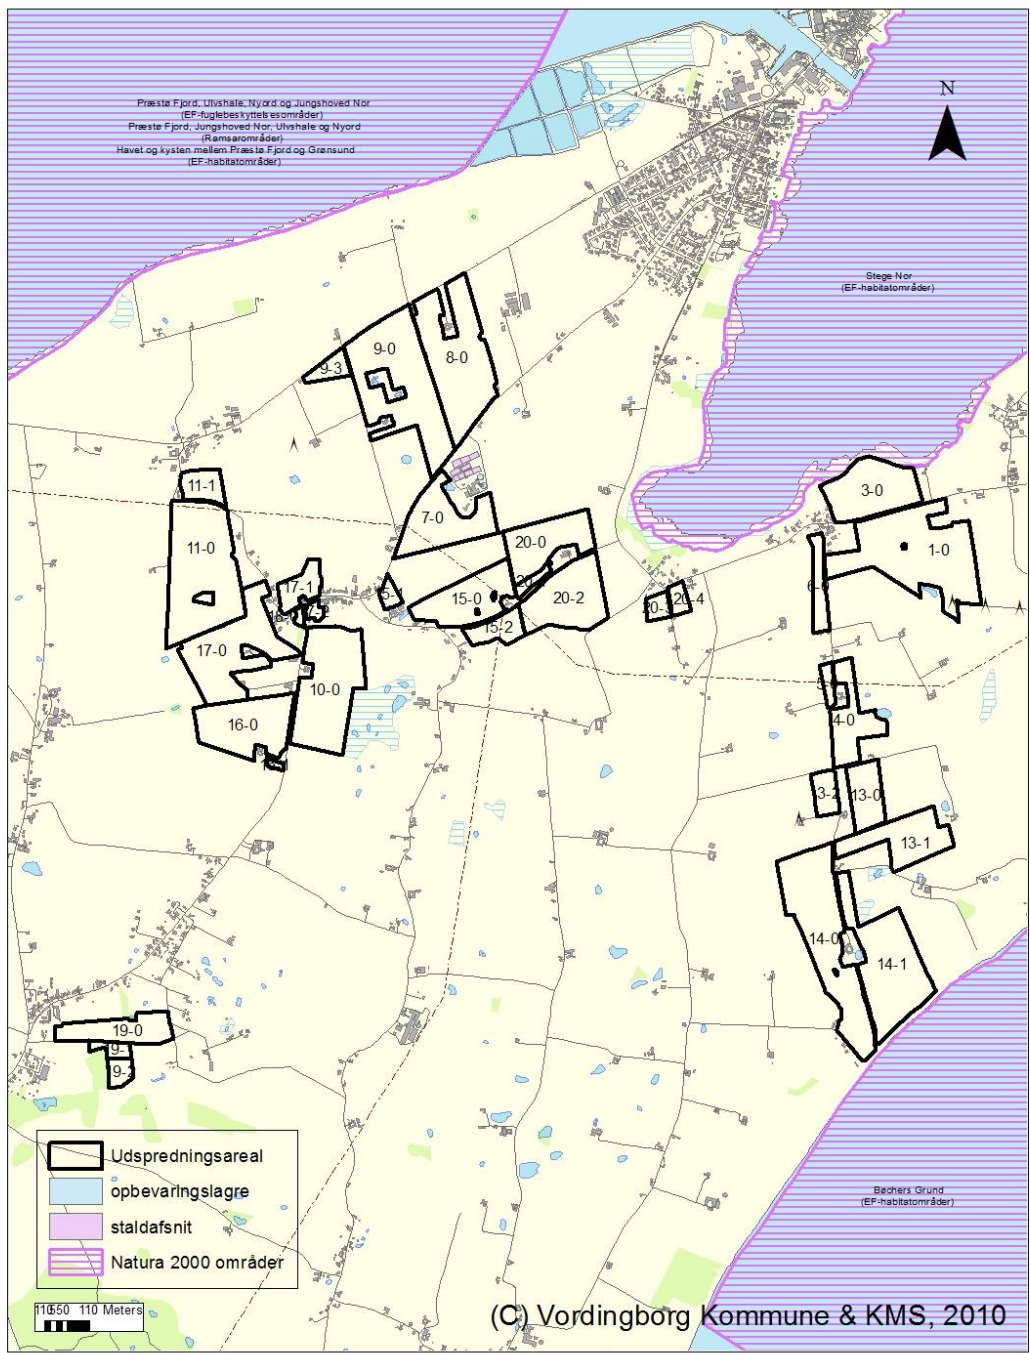 Præstø Fjord, Ulvshale, Nyord og Jungshoved Nor
(EF-fuglebeskyttelsesområder)
Præstø Fjord, Jungshoved Nor, Ulvshale og Nyord
(Ramsarområder)
Havet og kysten mellem Præstø Fjord og Grønsund
(EF-habitatområder)
N
Stege Nor
(EF-habitatområder)
9-0
8-0
9-3
11-1
3-0
7-0
11-0
20-0
1-0
17-1
15-0
20-2
20-3
20-4
15-2
17-0
10-0
16-0
4-0
3-2
13-0
13-1
14-0
14-1
19-0
9-2
Udspredningsareal
opbevaringslagre
staldafsnit
Natura 2000 områder
Bøchers Grund
(EF-habitatområder)
110 Meters
(C) Vordingborg Kommune & KMS, 2010